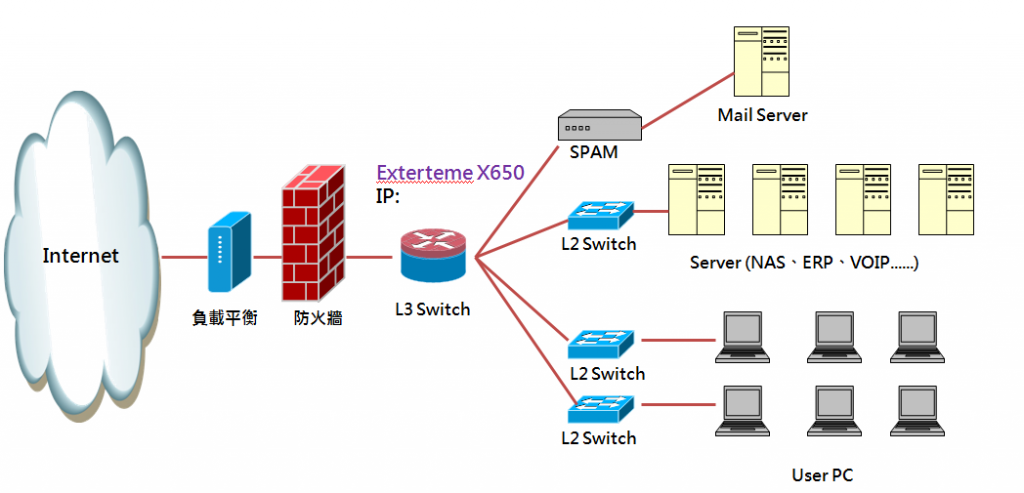 Mail Server
SPAM
Exterteme X650
IP:
L2 Switch
Internet
Server (NAS、ERP、VOIP......)
負載平衡
防火牆
L3 Switch
L2 Switch
L2 Switch
User PC